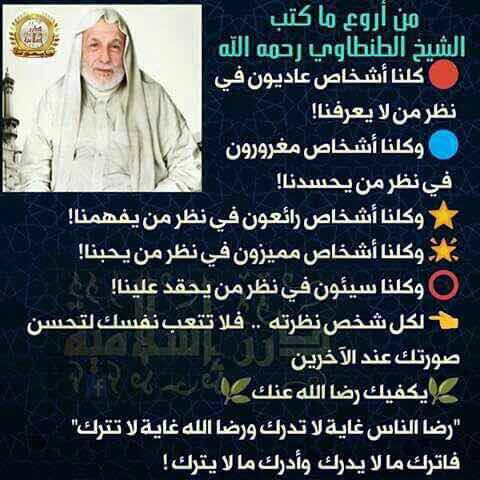 من أروع ما كتب
الشيخ الطنطاوي رحمه الله
🔴 كلنا أشخاص عاديون في
نظر من لا يعرفنا!
🔵 وكلنا أشخاص مغرورون
في نظر من يحسدنا!
⭐ وكلنا أشخاص رائعون في نظر من يفهمنا!
🌟 وكلنا أشخاص مميزون في نظر من يحبنا!
⭕ وكلنا سيئون في نظر من يحقد علينا!
👈 لكل شخص نظرته .. فلا تتعب نفسك لتحسن
صورتك عند الآخرين
🌿يكفيك رضا الله عنك🌿
"رضا الناس غاية لا تدرك ورضا الله غاية لا تترك"
فاترك ما لا يدرك وأدرك ما لا يترك !
درر إسلامية